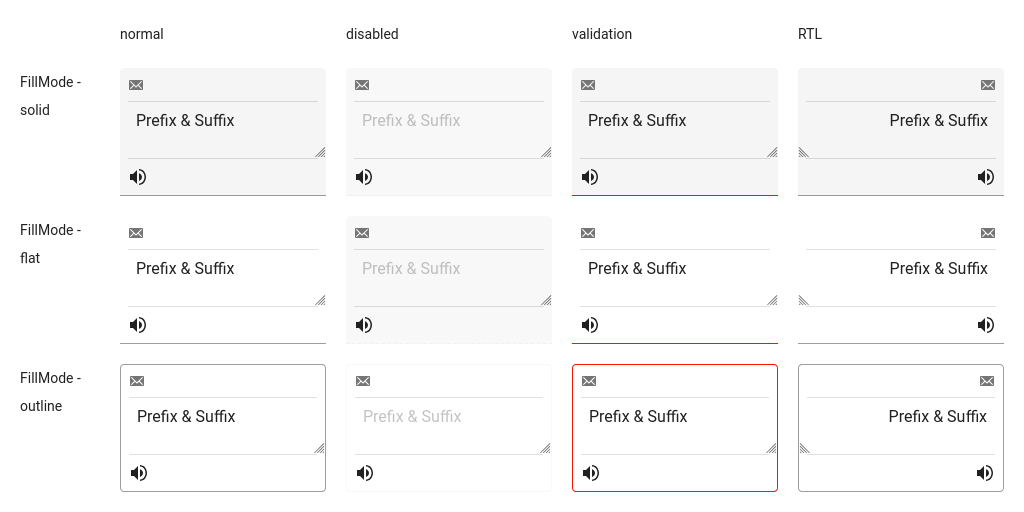 normal disabled validation RTL
FillMode -
solid
Prefix & Suffix Prefix & Suffix Prefix & Suffix Prefix & Suffix
FillMode -
flat
Prefix & Suffix Prefix & Suffix Prefix & Suffix Prefix & Suffix
FillMode -
outline
Prefix & Suffix Prefix & Suffix Prefix & Suffix Prefix & Suffix